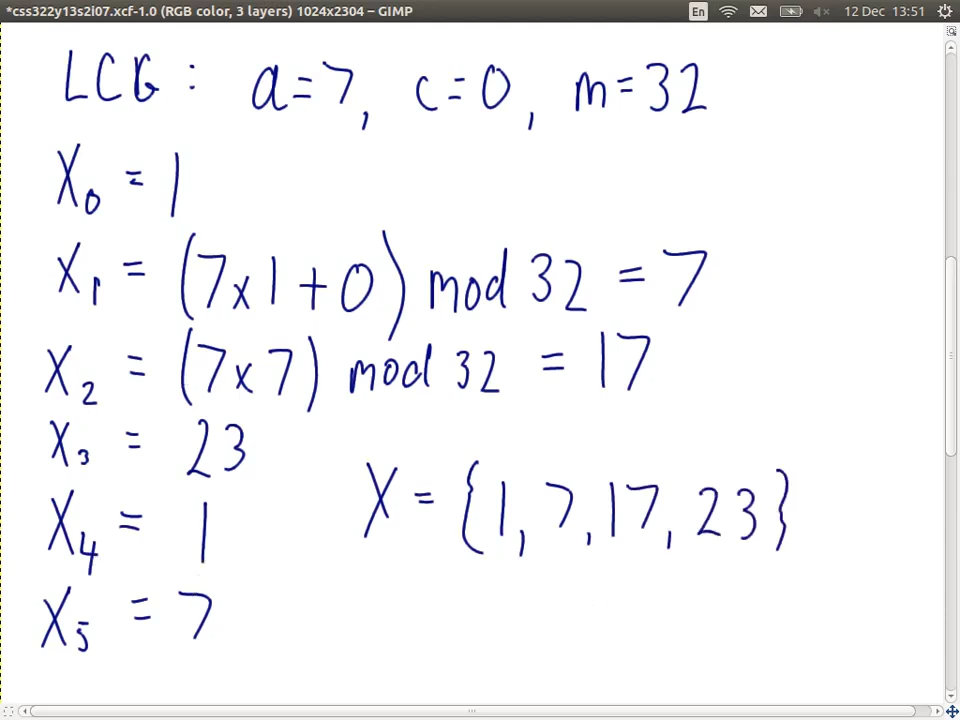 *css322y13s2i07.xcf-1.0 (RGB color, 3 layers) 1024x2304 – GIMP En 12 Dec 13:51
LCG : a=7, c=0, m=32
X₀ = 1
X₁ = (7x1+0) mod 32 = 7
X₂ = (7x7) mod 32 = 17
X₃ = 23
X = {1,7,17,23}
X₄ = 1
X₅ = 7